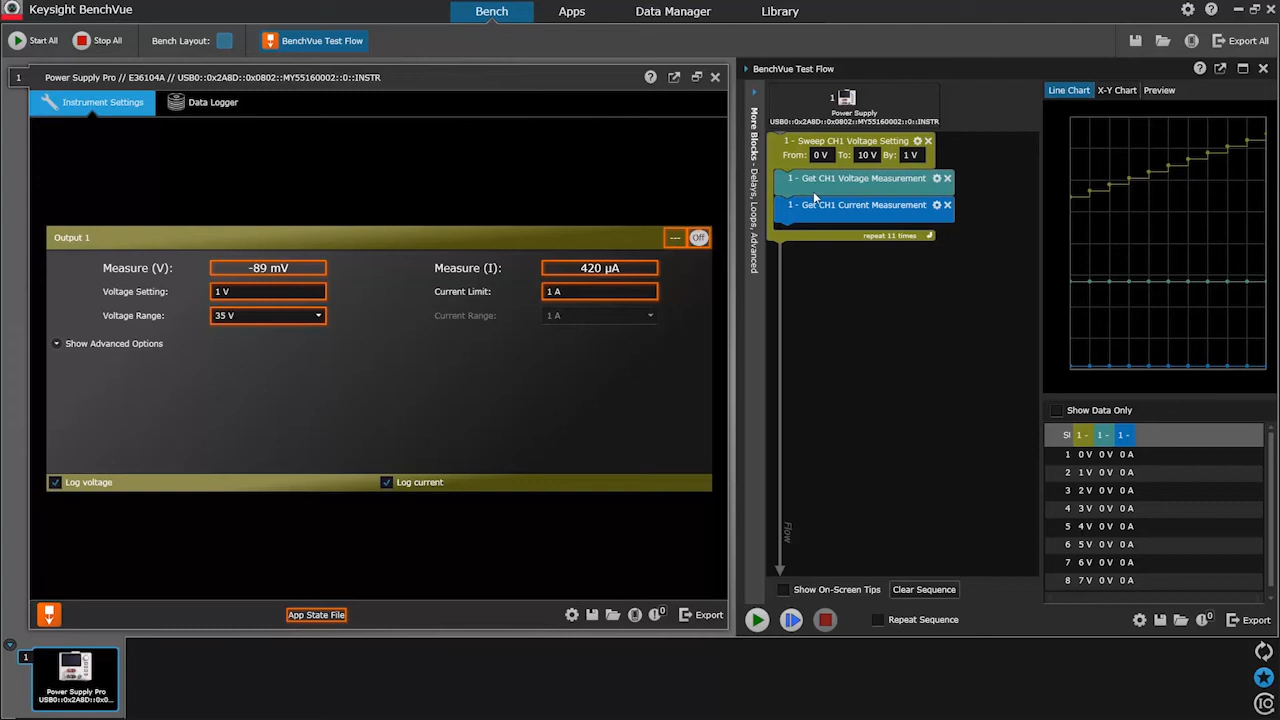 Keysight BenchVue
Bench
Apps
Data Manager
Library
Start All
Stop All
Bench Layout:
BenchVue Test Flow
Export All
1
Power Supply Pro // E36104A // USB0::0x2A8D::0x0802::MY55160002::0::INSTR
Instrument Settings
Data Logger
Output 1
---
Off
Measure (V):
-89 mV
Measure (I):
420 µA
Voltage Setting:
1 V
Current Limit:
1 A
Voltage Range:
35 V
Current Range:
1 A
Show Advanced Options
Log voltage
Log current
App State File
0
Export
BenchVue Test Flow
More Blocks - Delays, Loops, Advanced
1
Power Supply
USB0::0x2A8D::0x0802::MY55160002::0::INSTR
1 - Sweep CH1 Voltage Setting
From: 0 V To: 10 V By: 1 V
1 - Get CH1 Voltage Measurement
1 - Get CH1 Current Measurement
repeat 11 times
Flow
Show On-Screen Tips
Clear Sequence
Repeat Sequence
Line Chart
X-Y Chart
Preview
Show Data Only
1 - 1 - 1 -
1 0 V 0 V 0 A
2 1 V 0 V 0 A
3 2 V 0 V 0 A
4 3 V 0 V 0 A
5 4 V 0 V 0 A
6 5 V 0 V 0 A
7 6 V 0 V 0 A
8 7 V 0 V 0 A
0
Export
1
Power Supply Pro
USB0::0x2A8D::0x0...
IO